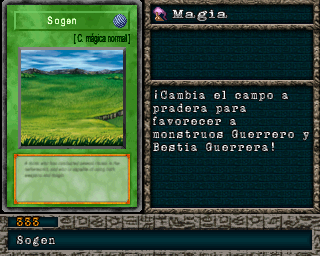 Sogen
[C. mágica normal]
Magia
¡Cambia el campo a
pradera para
favorecer a
monstruos Guerrero y
Bestia Guerrera!
333
Sogen